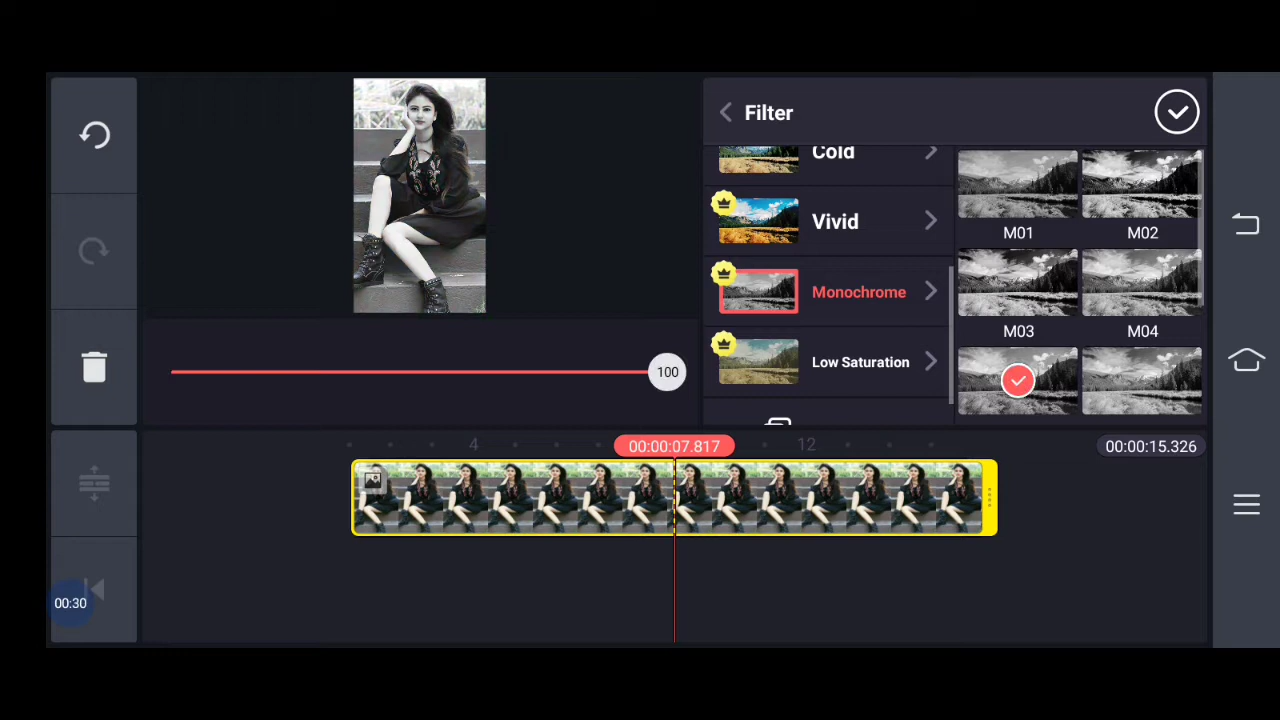 Filter
Cold
Vivid
Monochrome
Low Saturation
M01
M02
M03
M04
100
4
00:00:07.817
12
00:00:15.326
00:30